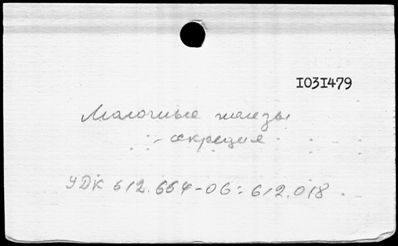 I03I479
Молочные железы
- секреция
УДК 612.664-06:612.018